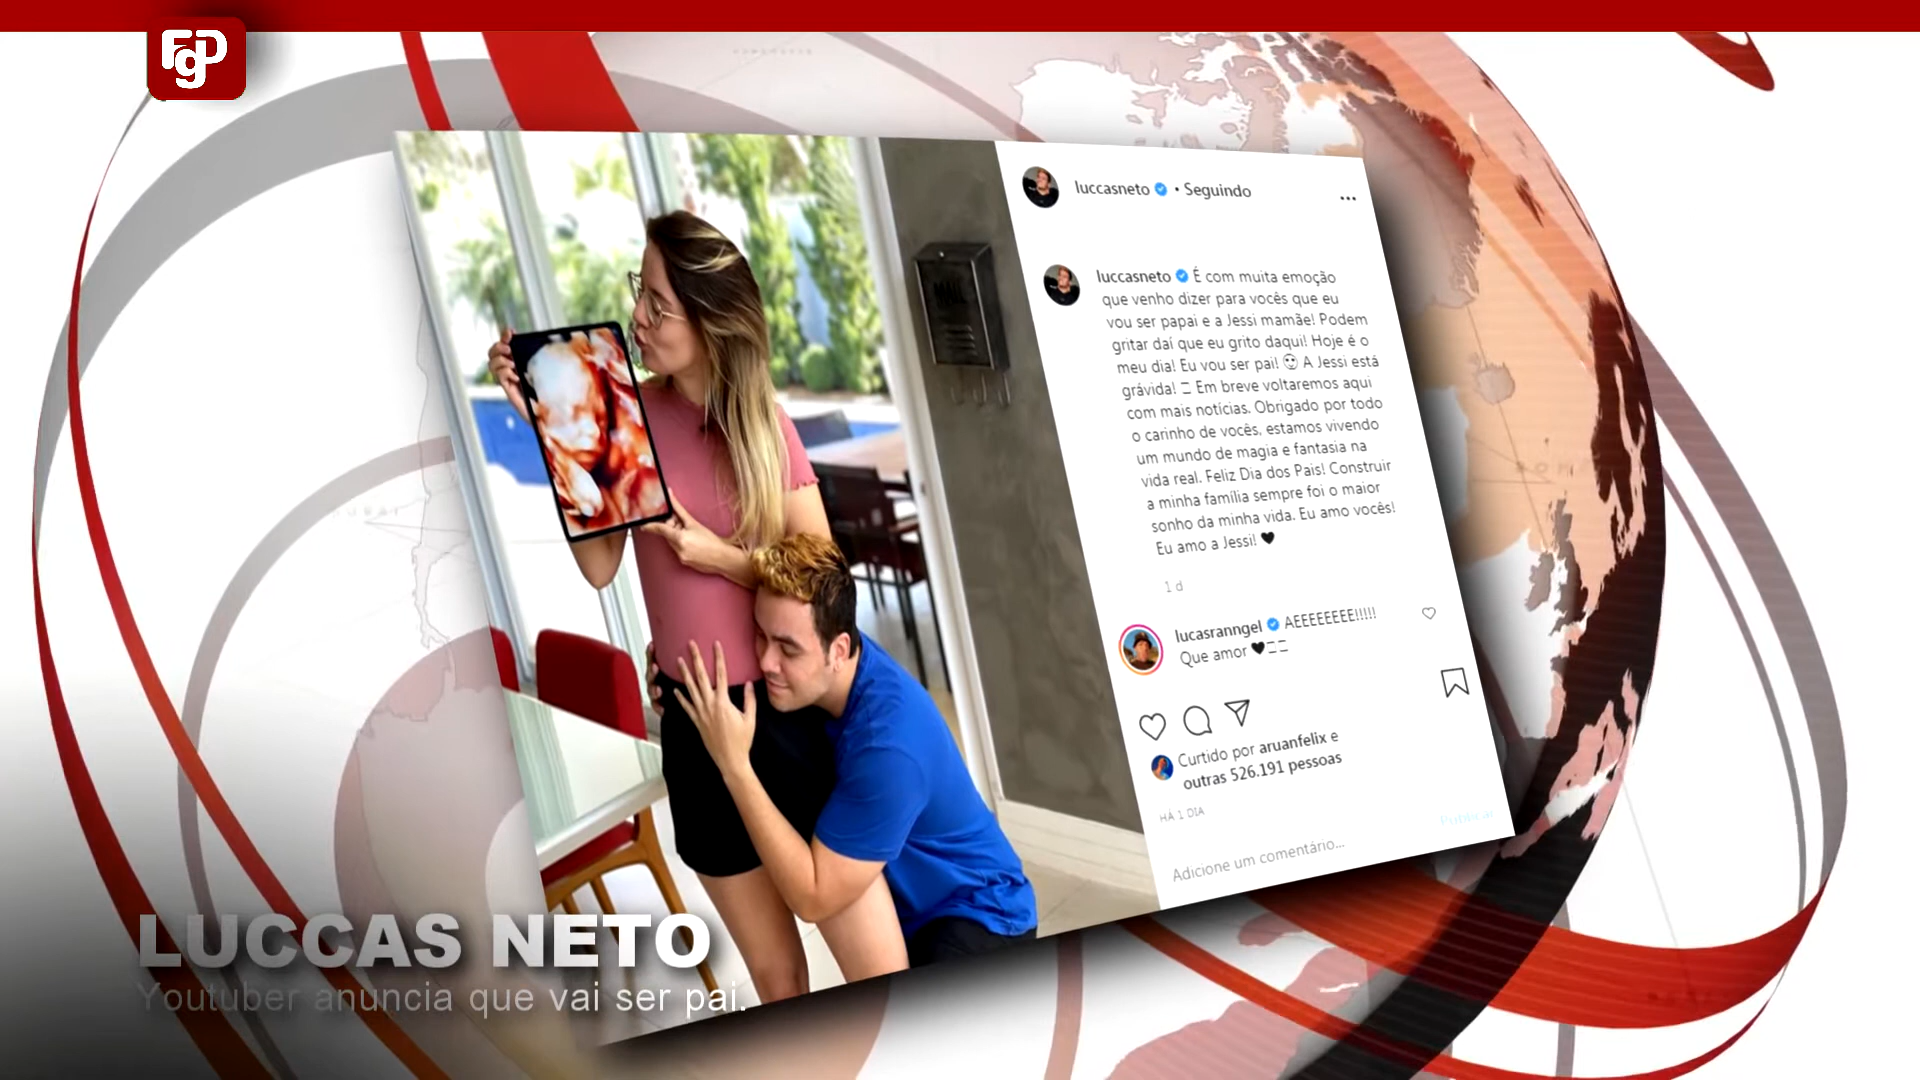 FgP
luccasneto • Seguindo
luccasneto É com muita emoção
que venho dizer para vocês que eu
vou ser papai e a Jessi mamãe! Podem
gritar daí que eu grito daqui! Hoje é o
meu dia! Eu vou ser pai! A Jessi está
grávida! Em breve voltaremos aqui
com mais notícias. Obrigado por todo
o carinho de vocês, estamos vivendo
um mundo de magia e fantasia na
vida real. Feliz Dia dos Pais! Construir
a minha família sempre foi o maior
sonho da minha vida. Eu amo vocês!
Eu amo a Jessi! 🖤
1 d
lucasranngel AEEEEEEEE!!!!!
Que amor 🖤
Curtido por aruanfelix e
outras 526.191 pessoas
HÁ 1 DIA
Adicione um comentário...
Publicar
MAIL
LUCCAS NETO
Youtuber anuncia que vai ser pai.